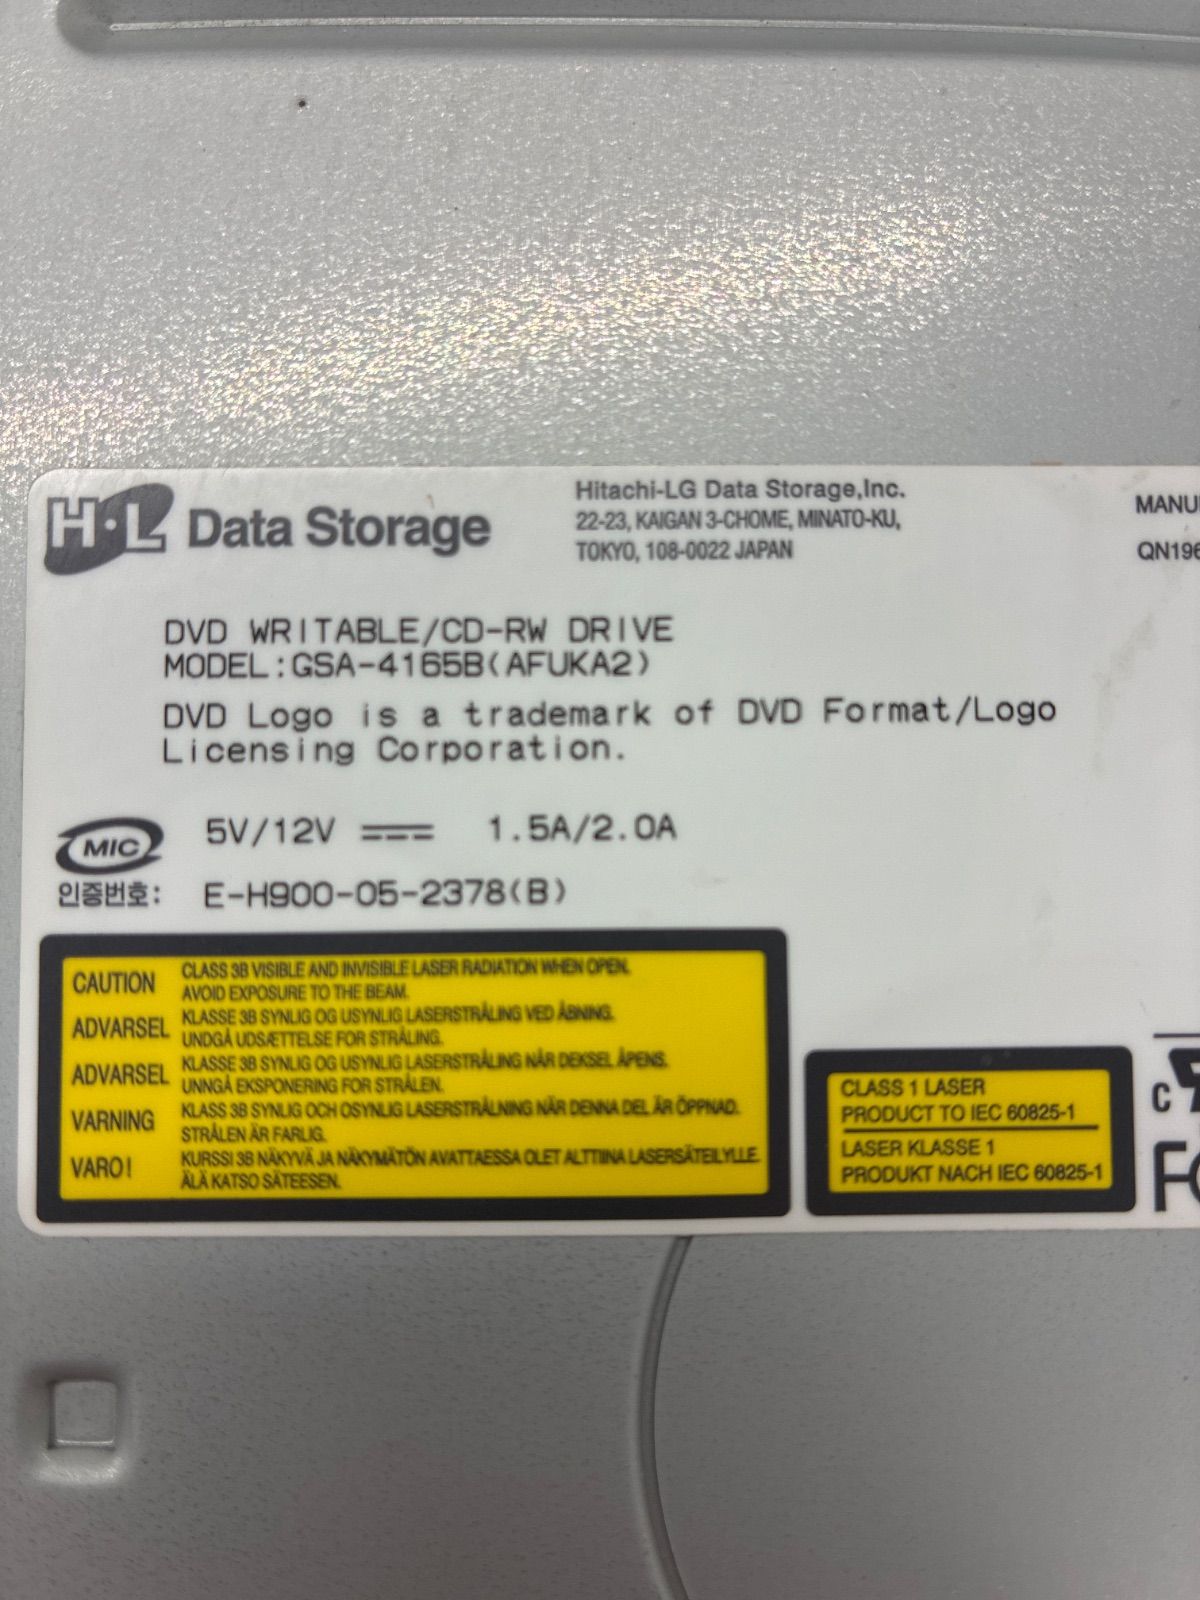 H·L Data Storage
Hitachi-LG Data Storage,Inc.
22-23, KAIGAN 3-CHOME, MINATO-KU,
TOKYO, 108-0022 JAPAN
MANU
QN196
DVD WRITABLE/CD-RW DRIVE
MODEL:GSA-4165B(AFUKA2)
DVD Logo is a trademark of DVD Format/Logo
Licensing Corporation.
MIC
5V/12V 1.5A/2.0A
인증번호: E-H900-05-2378(B)
CAUTION CLASS 3B VISIBLE AND INVISIBLE LASER RADIATION WHEN OPEN.
AVOID EXPOSURE TO THE BEAM.
ADVARSEL KLASSE 3B SYNLIG OG USYNLIG LASERSTRÅLING VED ÅBNING.
UNDGÅ UDSÆTTELSE FOR STRÅLING.
ADVARSEL KLASSE 3B SYNLIG OG USYNLIG LASERSTRÅLING NÅR DEKSEL ÅPENS.
UNNGÅ EKSPONERING FOR STRÅLEN.
VARNING KLASS 3B SYNLIG OCH OSYNLIG LASERSTRÅLNING NÄR DENNA DEL ÄR ÖPPNAD.
STRÅLEN ÄR FARLIG.
VARO! KURSSI 3B NÄKYVÄ JA NÄKYMÄTÖN AVATTAESSA OLET ALTTIINA LASERSÄTEILYLLE.
ÄLÄ KATSO SÄTEESEN.
CLASS 1 LASER
PRODUCT TO IEC 60825-1
LASER KLASSE 1
PRODUKT NACH IEC 60825-1
C
F